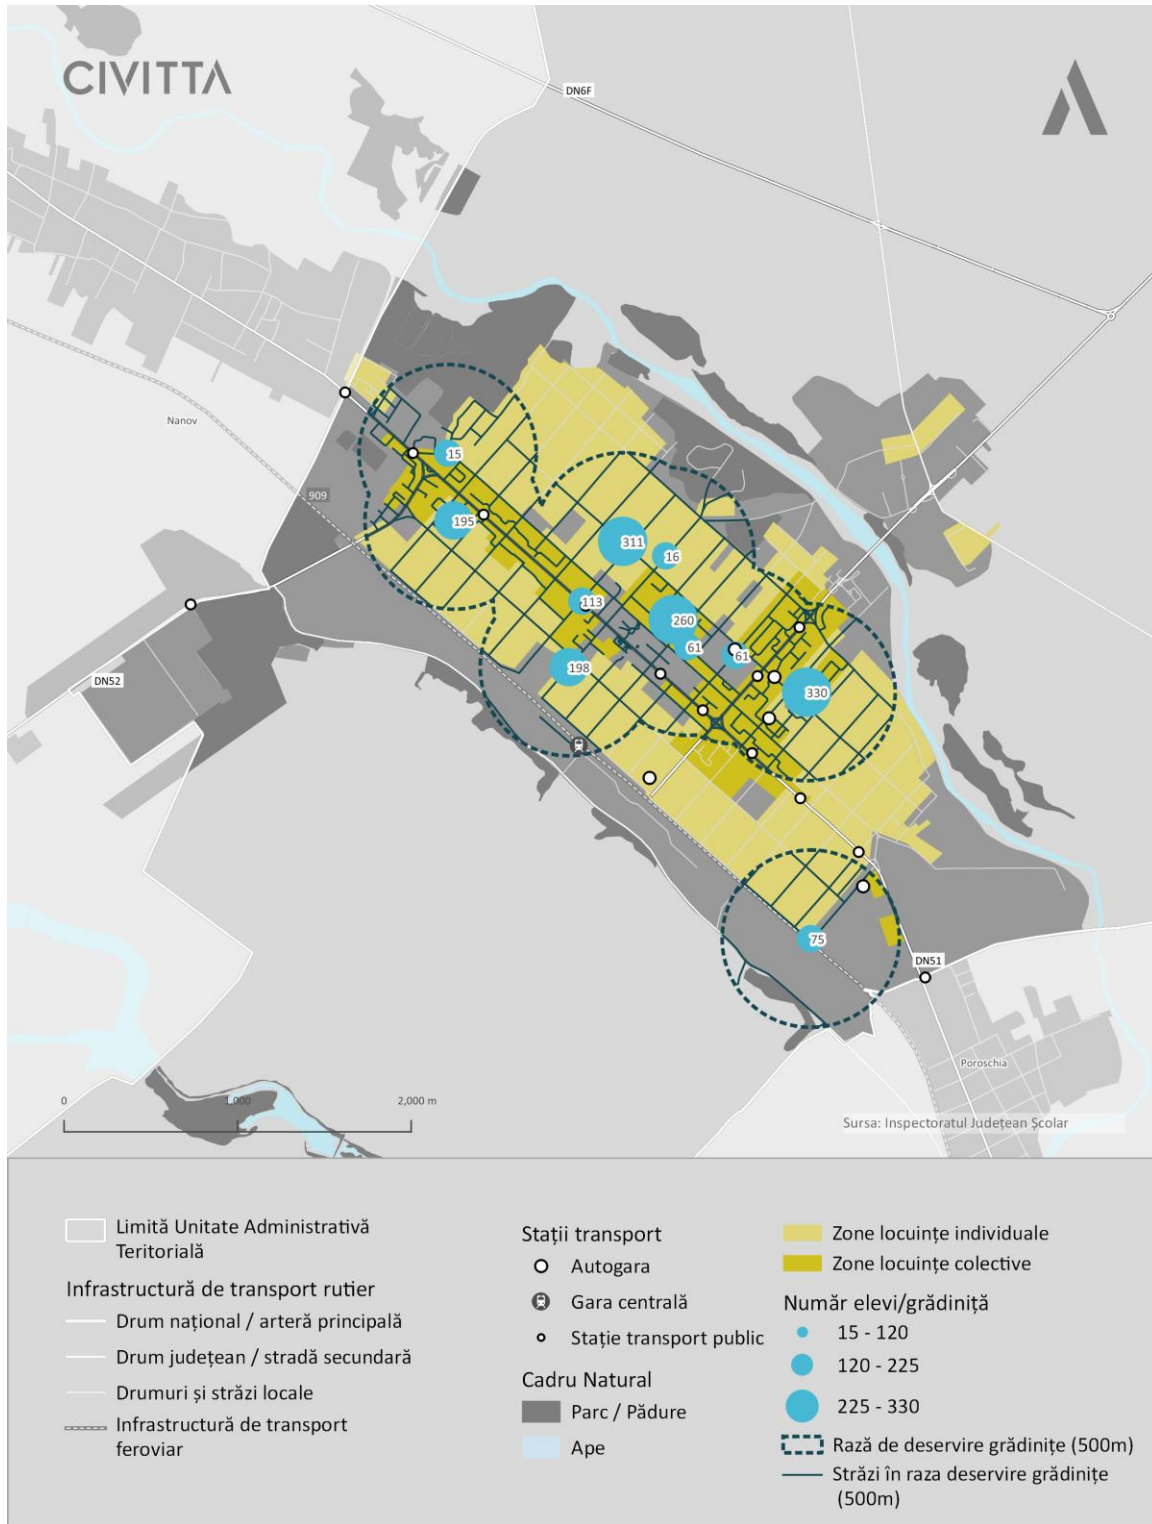 CIVITTA
DN6F
Nanov
15
909
195
311
16
113
260
61
61
198
330
DN52
75
DN51
Poroschia
0
1,000
2,000 m
Sursa: Inspectoratul Județean Școlar
Limită Unitate Administrativă
Teritorială
Infrastructură de transport rutier
Drum național / arteră principală
Drum județean / stradă secundară
Drumuri și străzi locale
Infrastructură de transport
feroviar
Stații transport
Autogara
Gara centrală
Stație transport public
Cadru Natural
Parc / Pădure
Ape
Zone locuințe individuale
Zone locuințe colective
Număr elevi/grădiniță
15 - 120
120 - 225
225 - 330
Rază de deservire grădinițe (500m)
Străzi în raza deservire grădinițe
(500m)